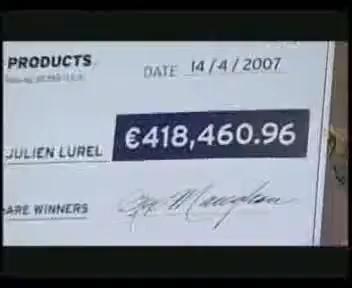 PRODUCTS
DATE 14/4/2007
€418,460.96
JULIEN LUREL
ARE WINNERS